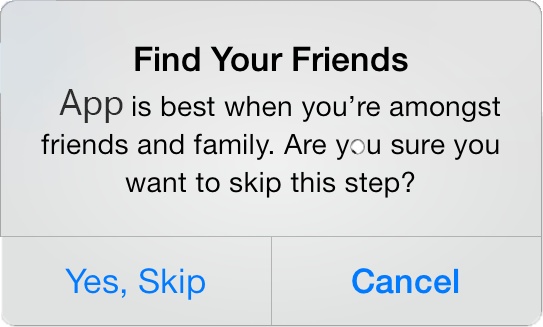 Find Your Friends
App is best when you’re amongst
friends and family. Are you sure you
want to skip this step?
Yes, Skip
Cancel